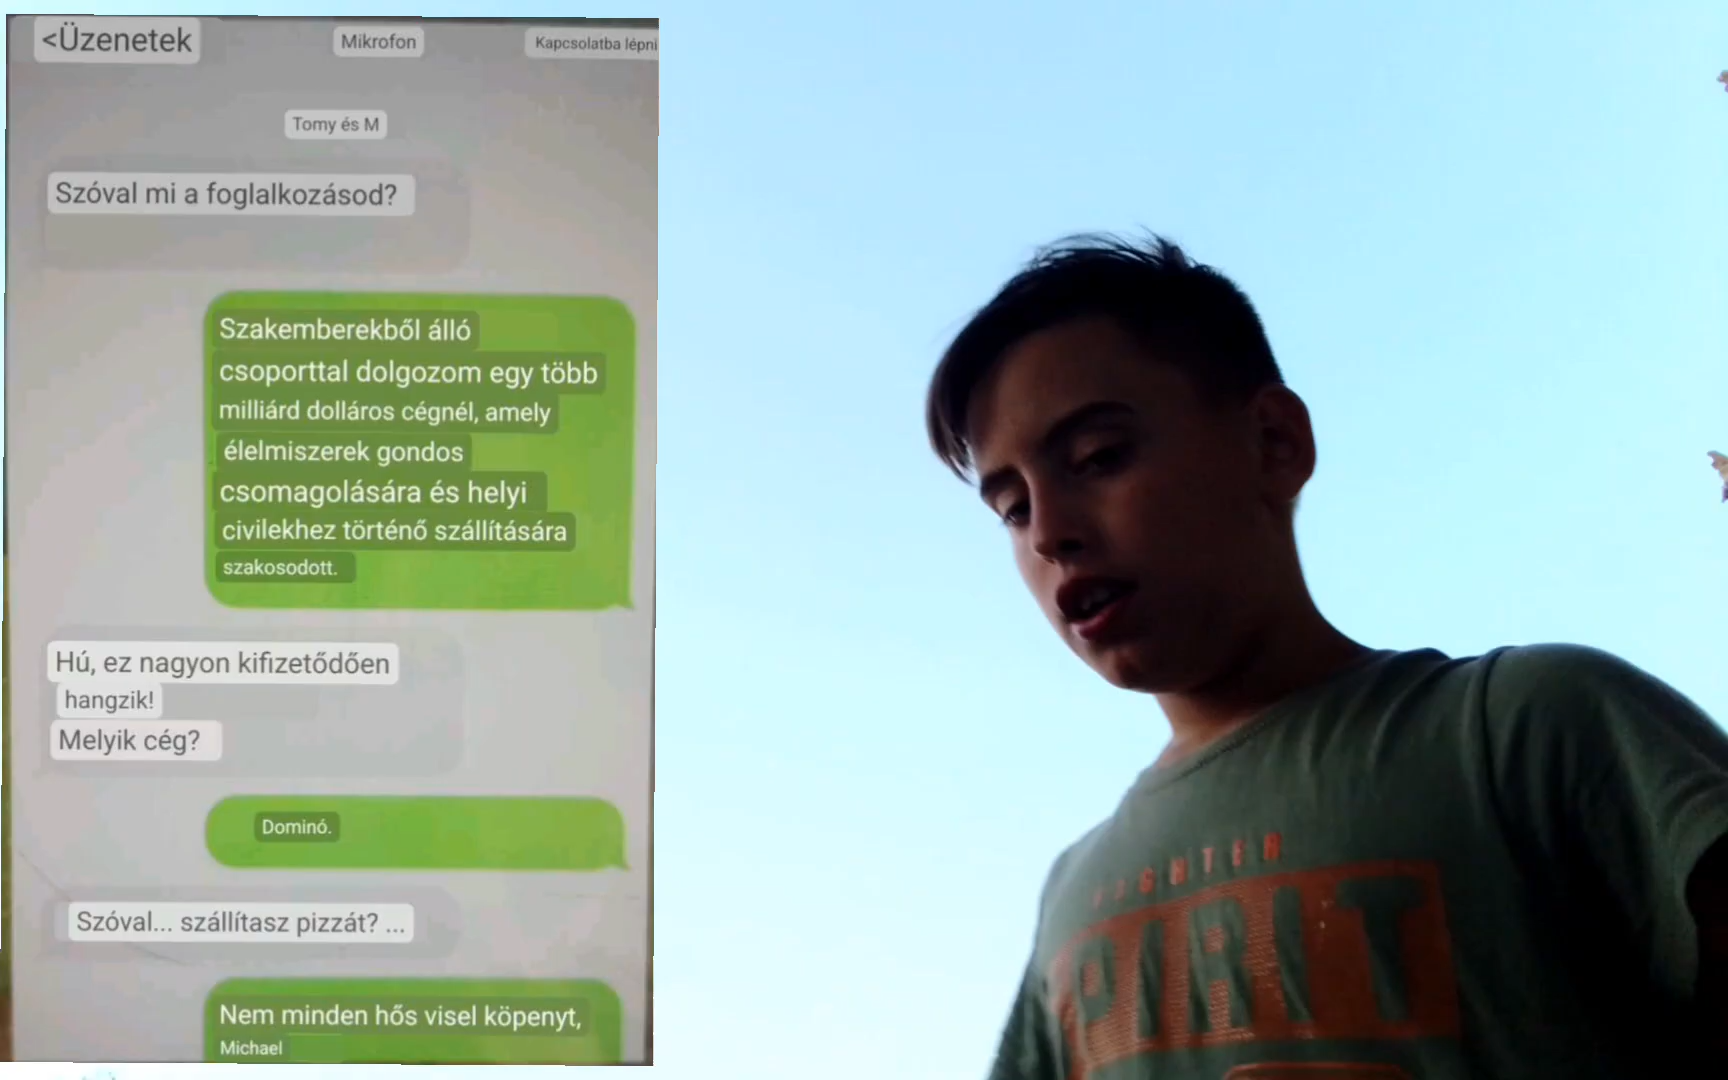 <Üzenetek
Mikrofon
Kapcsolatba lépni
Tomy és M
Szóval mi a foglalkozásod?
Szakemberekből álló
csoporttal dolgozom egy több
milliárd dolláros cégnél, amely
élelmiszerek gondos
csomagolására és helyi
civilekhez történő szállítására
szakosodott.
Hú, ez nagyon kifizetődően
hangzik!
Melyik cég?
Dominó.
Szóval... szállítasz pizzát? ...
Nem minden hős visel köpenyt,
Michael
FIGHTER
SPIRIT